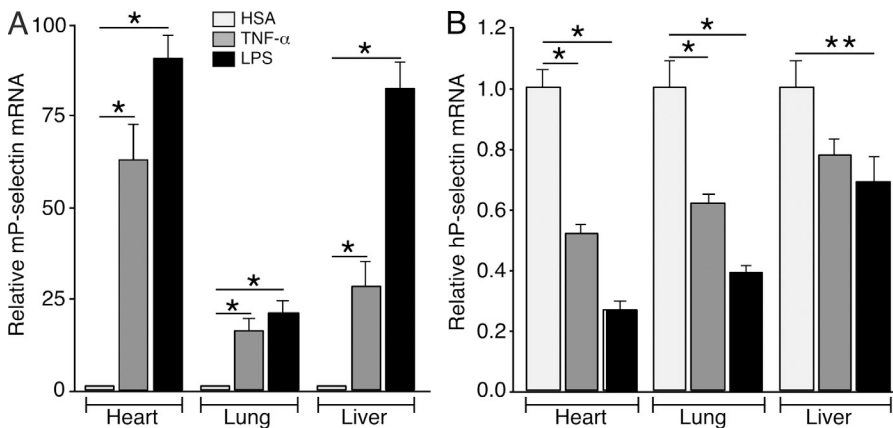 A
Relative mP-selectin mRNA
100
75
50
25
0
HSA
TNF-α
LPS
*
*
*
*
*
*
Heart
Lung
Liver
B
Relative hP-selectin mRNA
1.2
1.0
0.8
0.6
0.4
0.2
0.0
*
*
*
*
**
Heart
Lung
Liver